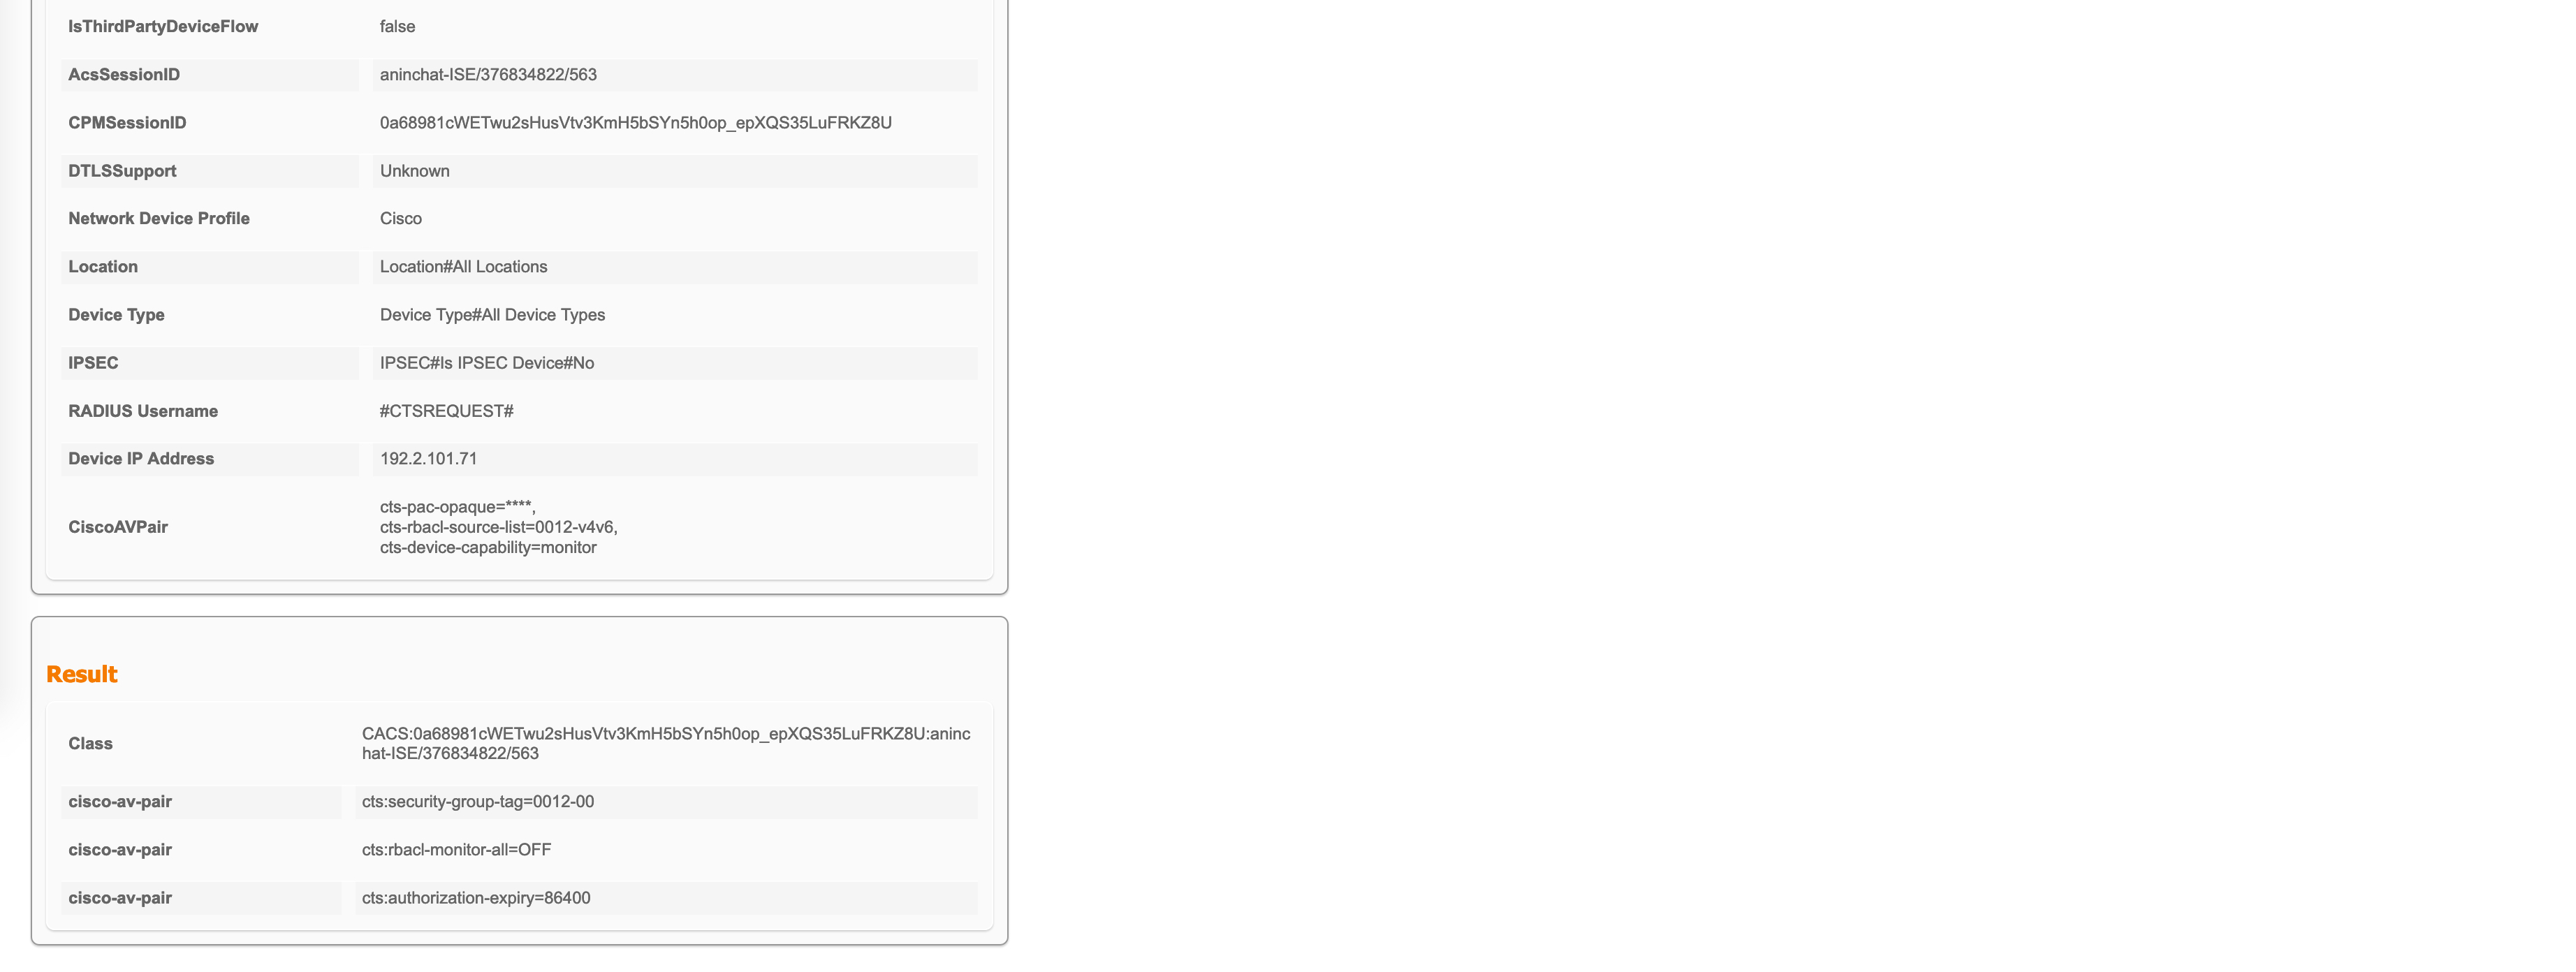 IsThirdPartyDeviceFlow false
AcsSessionID aninchat-ISE/376834822/563
CPMSessionID 0a68981cWETwu2sHusVtv3KmH5bSYn5h0op_epXQS35LuFRKZ8U
DTLSSupport Unknown
Network Device Profile Cisco
Location Location#All Locations
Device Type Device Type#All Device Types
IPSEC IPSEC#Is IPSEC Device#No
RADIUS Username #CTSREQUEST#
Device IP Address 192.2.101.71
CiscoAVPair cts-pac-opaque=****,
cts-rbacl-source-list=0012-v4v6,
cts-device-capability=monitor
Result
Class CACS:0a68981cWETwu2sHusVtv3KmH5bSYn5h0op_epXQS35LuFRKZ8U:aninc
hat-ISE/376834822/563
cisco-av-pair cts:security-group-tag=0012-00
cisco-av-pair cts:rbacl-monitor-all=OFF
cisco-av-pair cts:authorization-expiry=86400